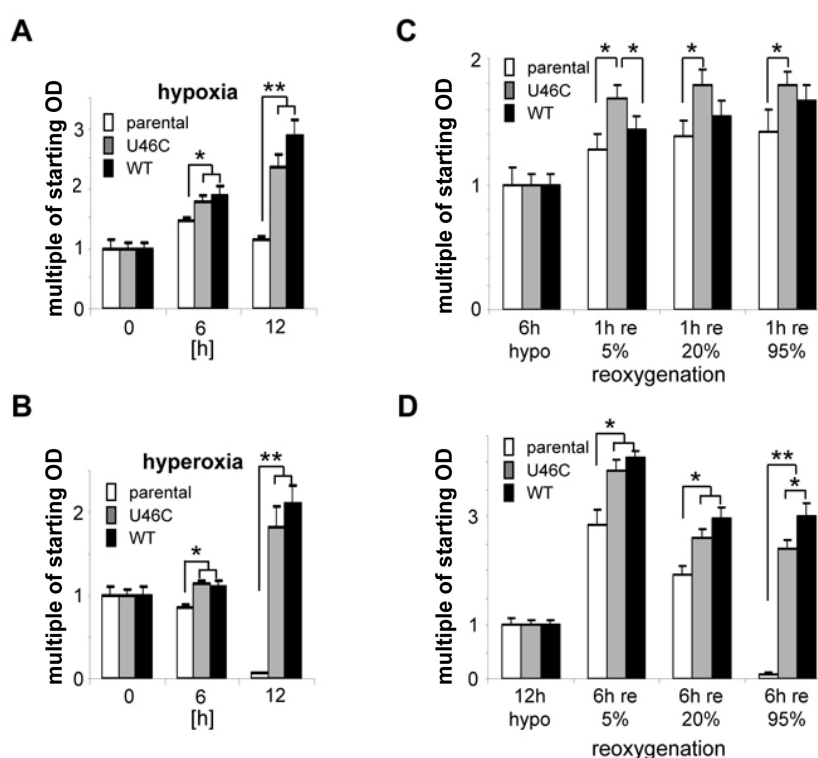 A
hypoxia
multiple of starting OD
parental
U46C
WT
3
2
1
0
*
**
0
6
12
[h]
B
hyperoxia
multiple of starting OD
parental
U46C
WT
2
1
0
*
**
0
6
12
[h]
C
multiple of starting OD
parental
U46C
WT
2
1
0
* *
*
*
6h
hypo
1h re
5%
1h re
20%
1h re
95%
reoxygenation
D
multiple of starting OD
parental
U46C
WT
3
1
0
*
*
**
*
12h
hypo
6h re
5%
6h re
20%
6h re
95%
reoxygenation